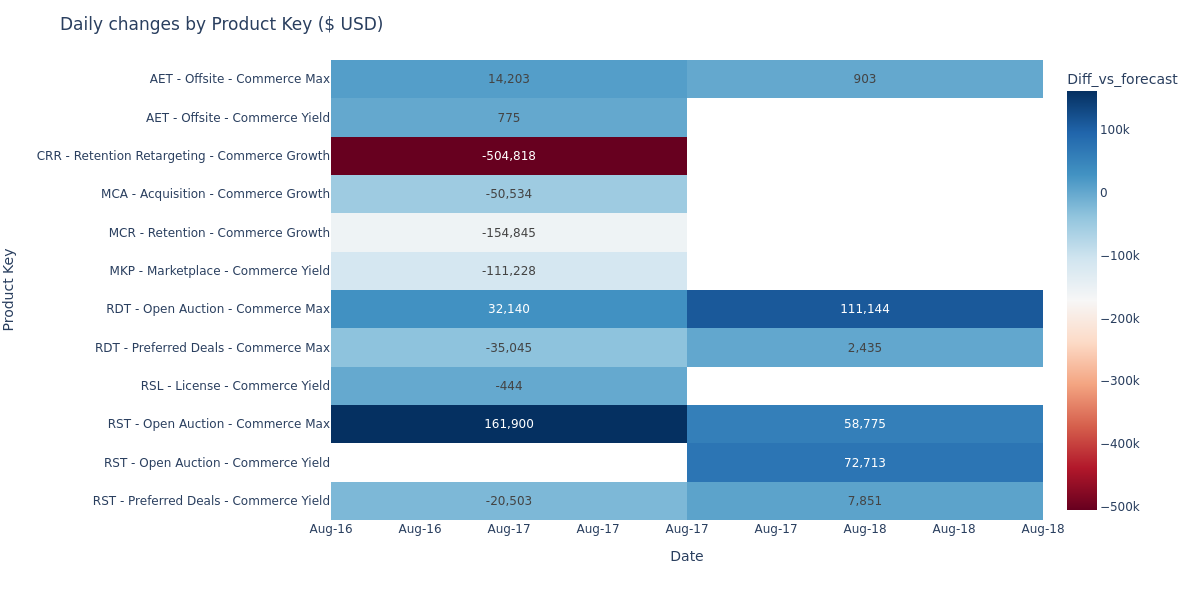 Daily changes by Product Key ($ USD)
Product Key
AET - Offsite - Commerce Max 14,203 903
AET - Offsite - Commerce Yield 775
CRR - Retention Retargeting - Commerce Growth -504,818
MCA - Acquisition - Commerce Growth -50,534
MCR - Retention - Commerce Growth -154,845
MKP - Marketplace - Commerce Yield -111,228
RDT - Open Auction - Commerce Max 32,140 111,144
RDT - Preferred Deals - Commerce Max -35,045 2,435
RSL - License - Commerce Yield -444
RST - Open Auction - Commerce Max 161,900 58,775
RST - Open Auction - Commerce Yield 72,713
RST - Preferred Deals - Commerce Yield -20,503 7,851
Aug-16 Aug-16 Aug-17 Aug-17 Aug-17 Aug-17 Aug-18 Aug-18 Aug-18
Date
Diff_vs_forecast
100k
0
−100k
−200k
−300k
−400k
−500k